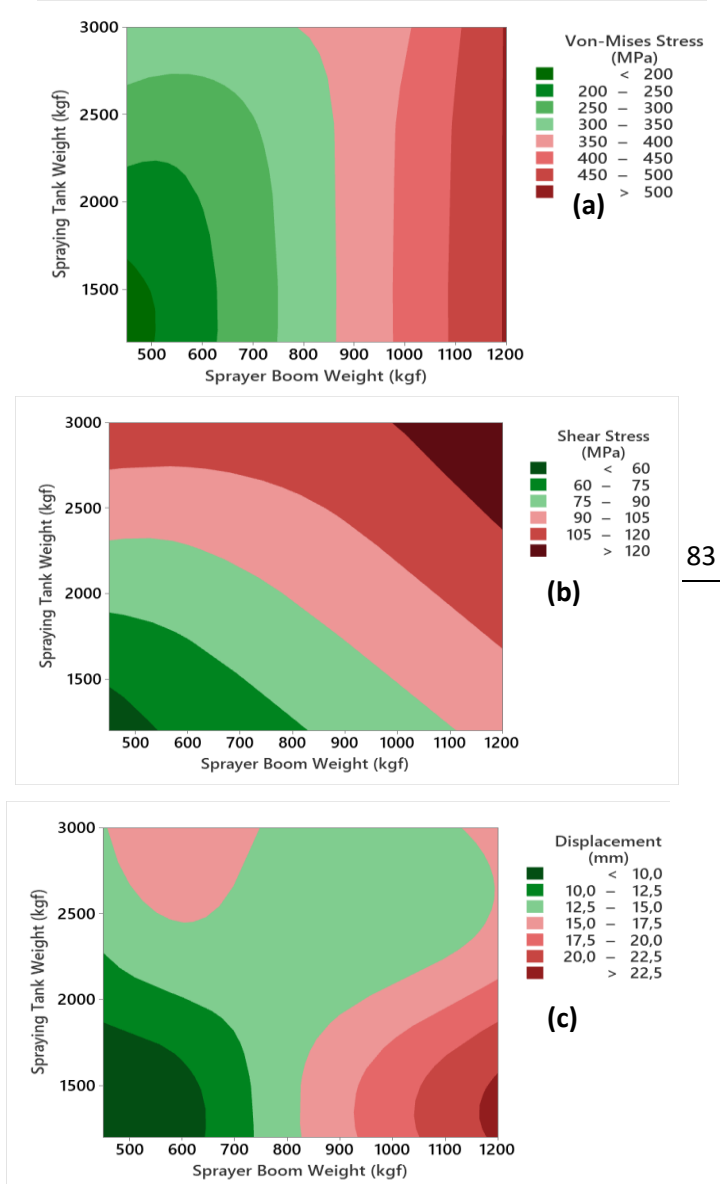 Von-Mises Stress
(MPa)
< 200
200 – 250
250 – 300
300 – 350
350 – 400
400 – 450
450 – 500
> 500
(a)
3000
2500
2000
1500
Spraying Tank Weight (kgf)
500 600 700 800 900 1000 1100 1200
Sprayer Boom Weight (kgf)
Shear Stress
(MPa)
< 60
60 – 75
75 – 90
90 – 105
105 – 120
> 120
(b)
3000
2500
2000
1500
Spraying Tank Weight (kgf)
500 600 700 800 900 1000 1100 1200
Sprayer Boom Weight (kgf)
83
Displacement
(mm)
< 10,0
10,0 – 12,5
12,5 – 15,0
15,0 – 17,5
17,5 – 20,0
20,0 – 22,5
> 22,5
(c)
3000
2500
2000
1500
Spraying Tank Weight (kgf)
500 600 700 800 900 1000 1100 1200
Sprayer Boom Weight (kgf)